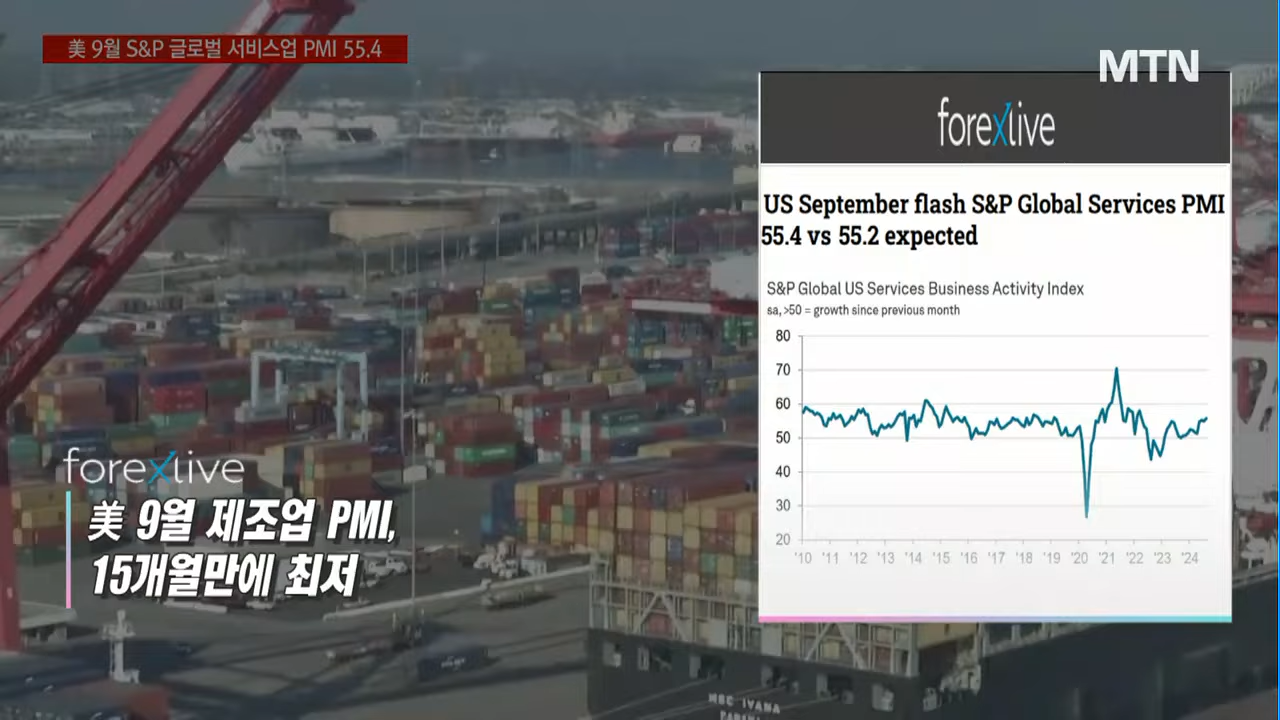 美 9월 S&P 글로벌 서비스업 PMI 55.4
MTN
forexlive
US September flash S&P Global Services PMI
55.4 vs 55.2 expected
S&P Global US Services Business Activity Index
sa, >50 = growth since previous month
80
70
60
50
40
30
20
'10 '11 '12 '13 '14 '15 '16 '17 '18 '19 '20 '21 '22 '23 '24
forexlive
美 9월 제조업 PMI,
15개월만에 최저
MSC IVANA